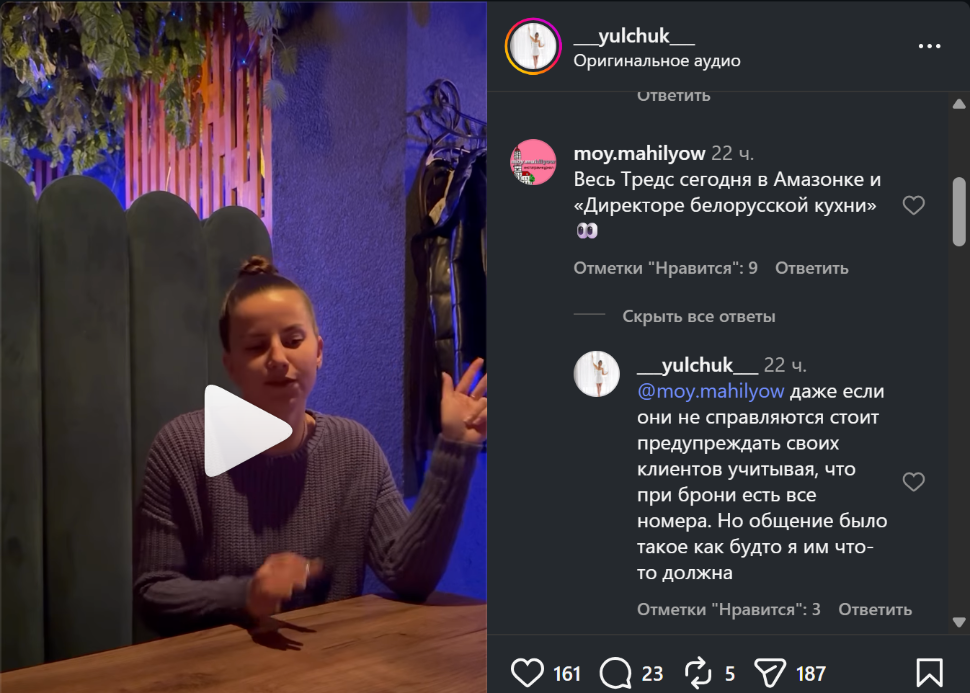 ___yulchuk___
Оригинальное аудио
Ответить
moy.mahilyow 22 ч.
Весь Тредс сегодня в Амазонке и
«Директоре белорусской кухни»
👀
Отметки "Нравится": 9 Ответить
Скрыть все ответы
___yulchuk___ 22 ч.
@moy.mahilyow даже если
они не справляются стоит
предупреждать своих
клиентов учитывая, что
при брони есть все
номера. Но общение было
такое как будто я им что-
то должна
Отметки "Нравится": 3 Ответить
161 23 5 187